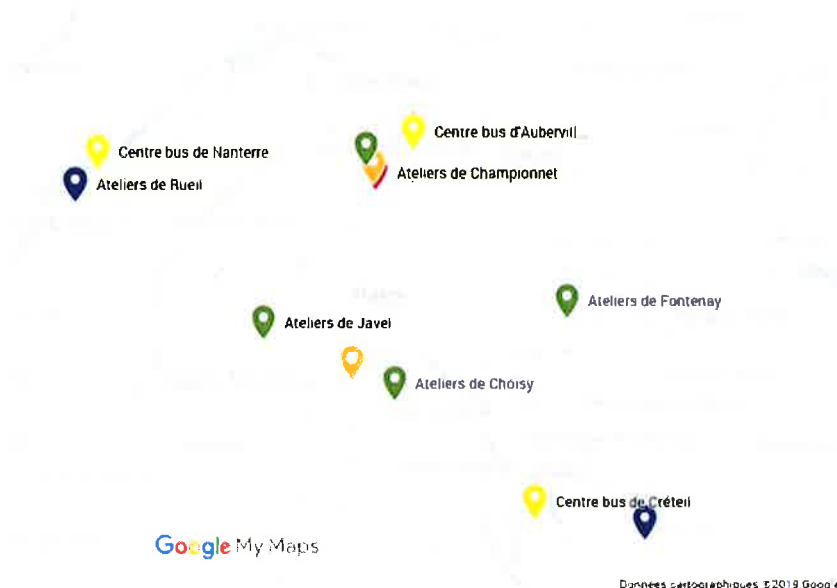 Centre bus d'Aubervill
Centre bus de Nanterre
Ateliers de Championnet
Ateliers de Rueil
Ateliers de Fontenay
Ateliers de Javel
Ateliers de Choisy
Centre bus de Créteil
Google My Maps
Données cartographiques ©2019 Googl